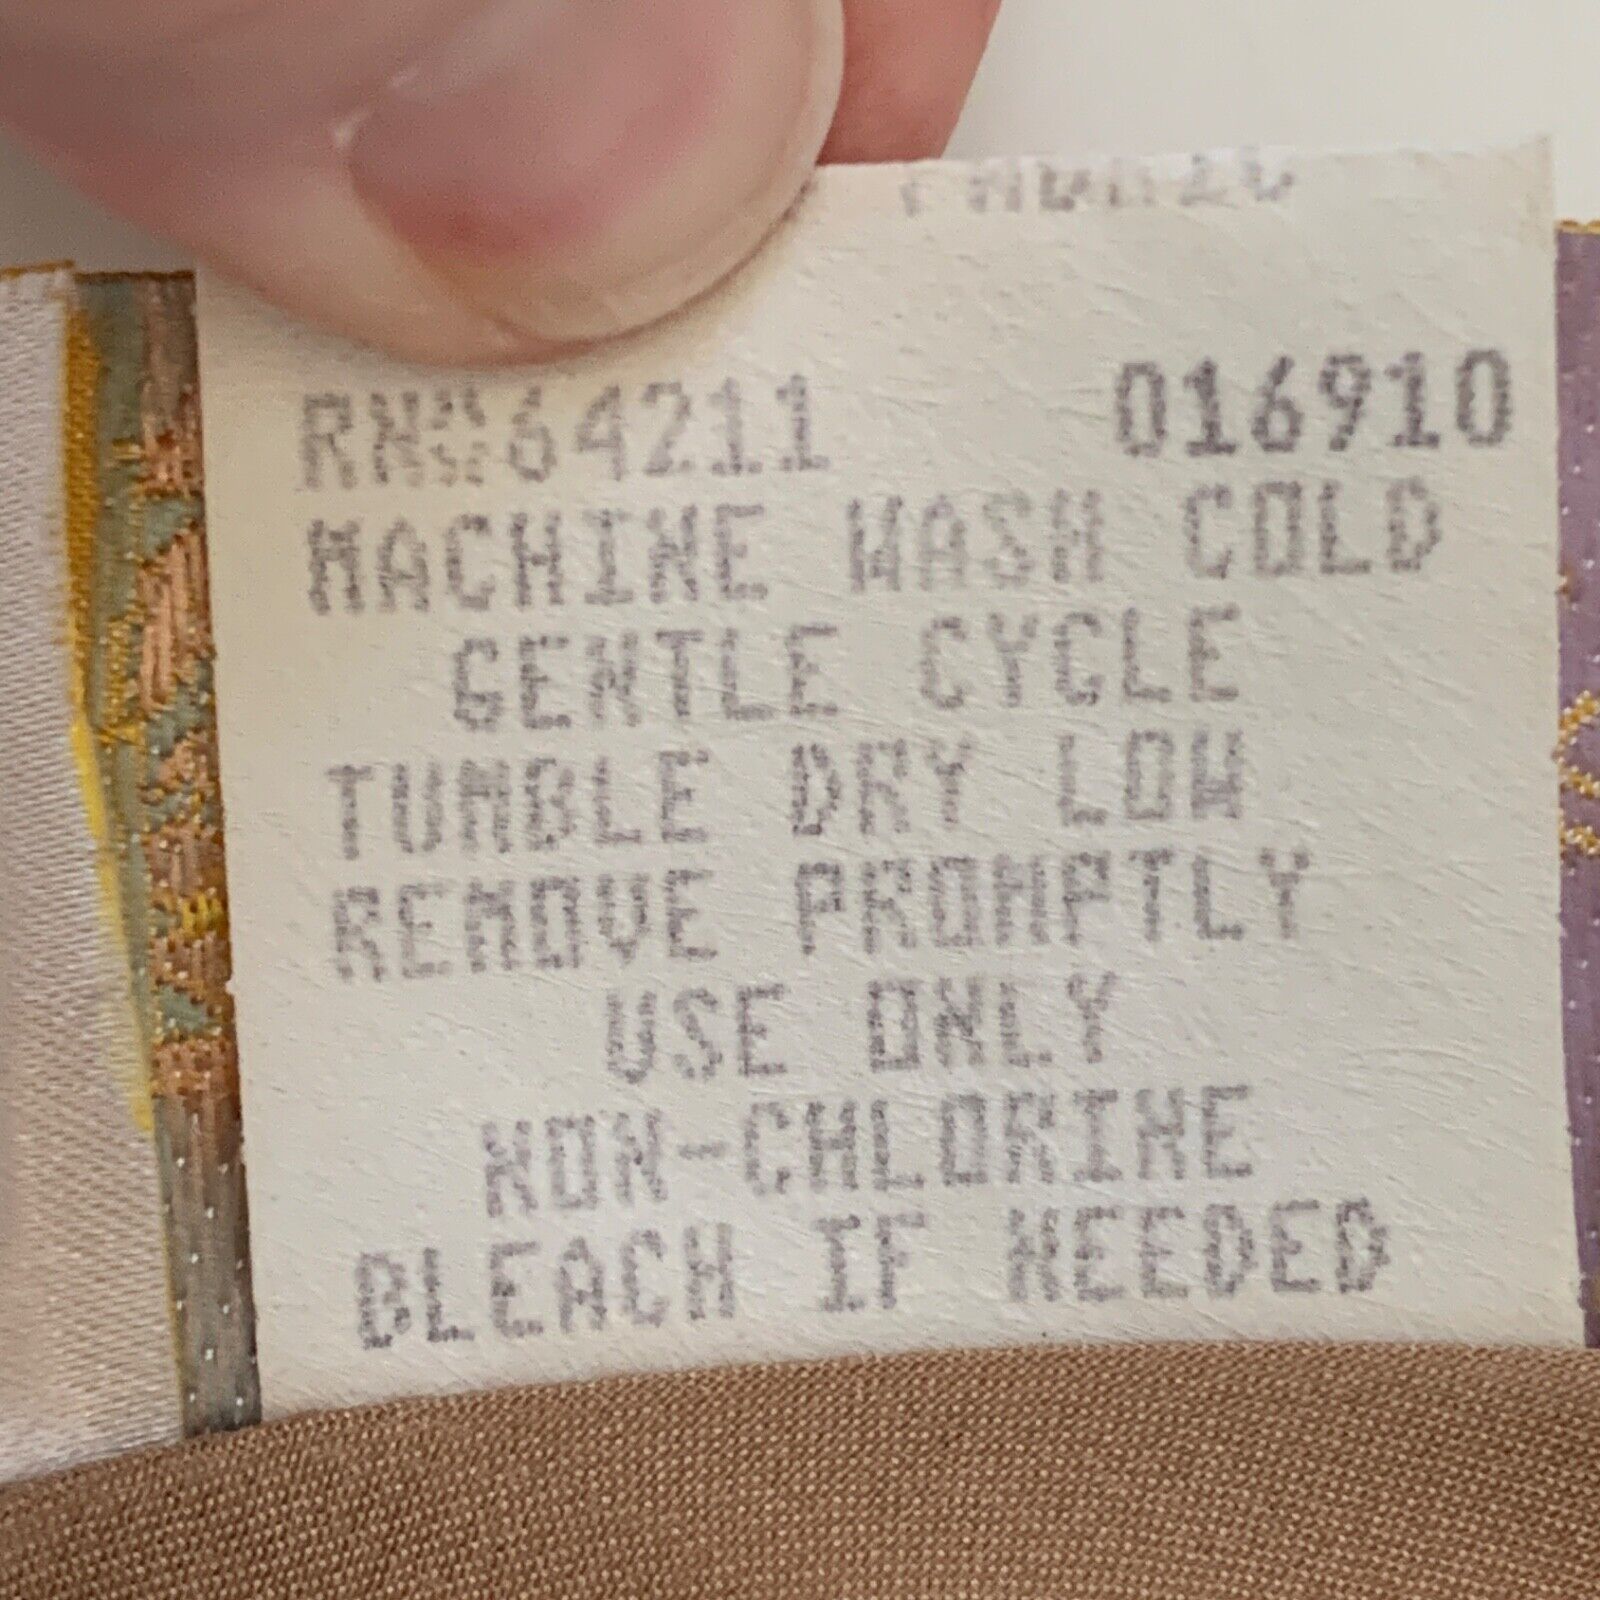 RN# 64211 016910
MACHINE WASH COLD
GENTLE CYCLE
TUMBLE DRY LOW
REMOVE PROMPTLY
USE ONLY
NON-CHLORINE
BLEACH IF NEEDED